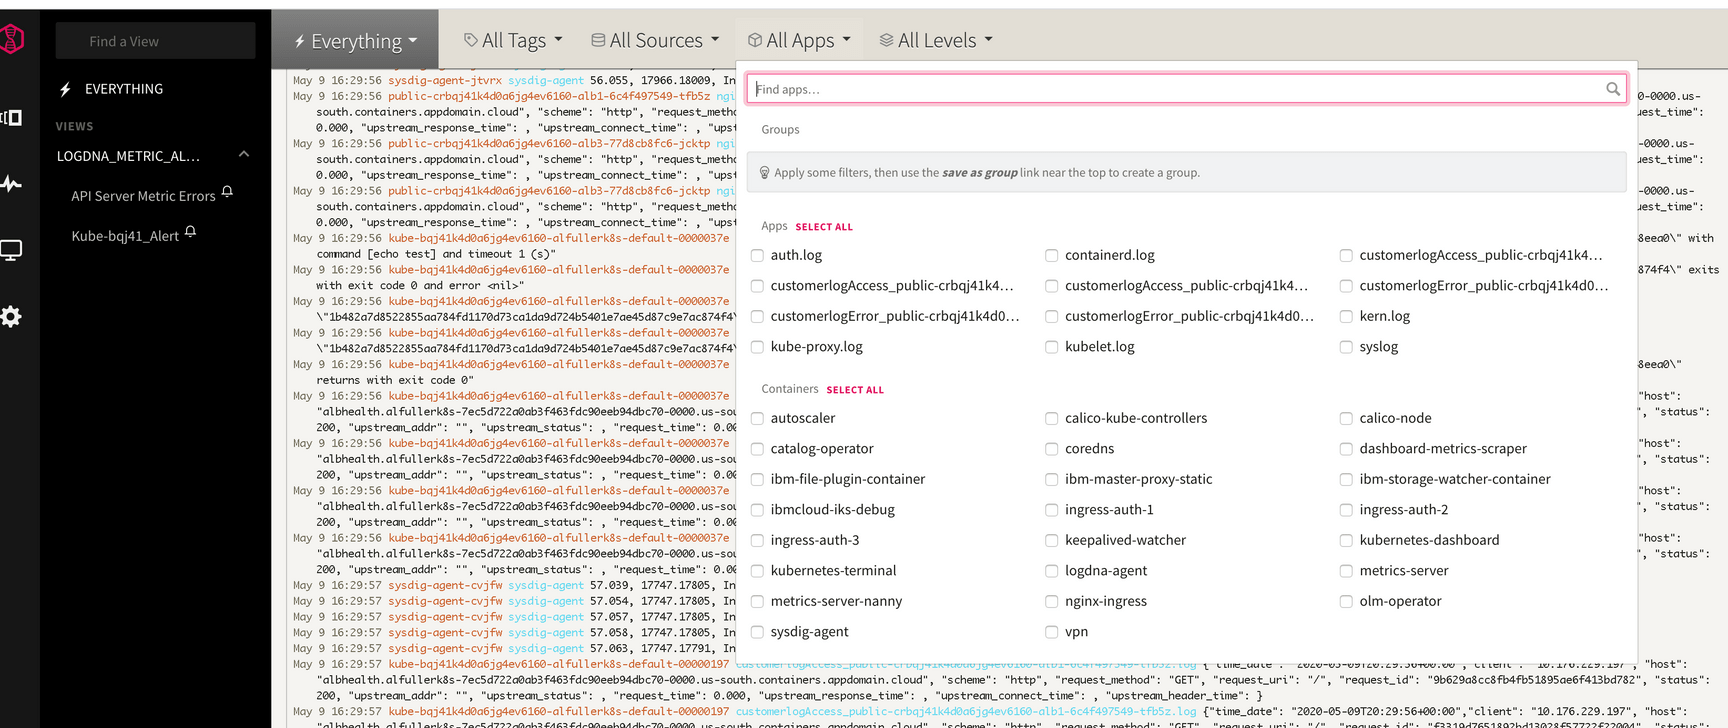 Find a View
EVERYTHING
VIEWS
LOGDNA_METRIC_AL...
API Server Metric Errors
Kube-bqj41_Alert
Everything
All Tags
All Sources
All Apps
All Levels
Find apps...
Groups
Apply some filters, then use the save as group link near the top to create a group.
Apps SELECT ALL
auth.log
containerd.log
customerlogAccess_public-crbqj41k4...
customerlogAccess_public-crbqj41k4...
customerlogAccess_public-crbqj41k4...
customerlogError_public-crbqj41k4d0...
customerlogError_public-crbqj41k4d0...
customerlogError_public-crbqj41k4d0...
kern.log
kube-proxy.log
kubelet.log
syslog
Containers SELECT ALL
autoscaler
calico-kube-controllers
calico-node
catalog-operator
coredns
dashboard-metrics-scraper
ibm-file-plugin-container
ibm-master-proxy-static
ibm-storage-watcher-container
ibmcloud-iks-debug
ingress-auth-1
ingress-auth-2
ingress-auth-3
keepalived-watcher
kubernetes-dashboard
kubernetes-terminal
logdna-agent
metrics-server
metrics-server-nanny
nginx-ingress
olm-operator
sysdig-agent
vpn
May 9 16:29:56 sysdig-agent-jtvrx sysdig-agent 56.055, 17966.18009, In
May 9 16:29:56 public-crbqj41k4d0a6jg4ev6160-alb1-6c4f497549-tfb5z ngi
south.containers.appdomain.cloud", "scheme": "http", "request_metho
0.000, "upstream_response_time": , "upstream_connect_time": , "ups
May 9 16:29:56 public-crbqj41k4d0a6jg4ev6160-alb3-77d8cb8fc6-jcktp ngi
south.containers.appdomain.cloud", "scheme": "http", "request_metho
0.000, "upstream_response_time": , "upstream_connect_time": , "ups
May 9 16:29:56 public-crbqj41k4d0a6jg4ev6160-alb3-77d8cb8fc6-jcktp ngi
south.containers.appdomain.cloud", "scheme": "http", "request_metho
0.000, "upstream_response_time": , "upstream_connect_time": , "ups
May 9 16:29:56 kube-bqj41k4d0a6jg4ev6160-alfullerk8s-default-0000037e 8eea0\" with
command [echo test] and timeout 1 (s)"
May 9 16:29:56 kube-bqj41k4d0a6jg4ev6160-alfullerk8s-default-0000037e 874f4\" exits
with exit code 0 and error <nil>"
May 9 16:29:56 kube-bqj41k4d0a6jg4ev6160-alfullerk8s-default-0000037e
\"1b482a7d8522855aa784fd1170d73ca1da9d724b5401e7ae45d87c9e7ac874f4\
May 9 16:29:56 kube-bqj41k4d0a6jg4ev6160-alfullerk8s-default-0000037e
\"1b482a7d8522855aa784fd1170d73ca1da9d724b5401e7ae45d87c9e7ac874f4\
May 9 16:29:56 kube-bqj41k4d0a6jg4ev6160-alfullerk8s-default-0000037e 8eea0\"
returns with exit code 0"
May 9 16:29:56 kube-bqj41k4d0a6jg4ev6160-alfullerk8s-default-0000037e "host":
"albhealth.alfullerk8s-7ec5d722a0ab3f463fdc90eeb94dbc70-0000.us-sou , "status":
200, "upstream_addr": "", "upstream_status": , "request_time": 0.00
May 9 16:29:56 kube-bqj41k4d0a6jg4ev6160-alfullerk8s-default-0000037e "host":
"albhealth.alfullerk8s-7ec5d722a0ab3f463fdc90eeb94dbc70-0000.us-sou , "status":
200, "upstream_addr": "", "upstream_status": , "request_time": 0.00
May 9 16:29:56 kube-bqj41k4d0a6jg4ev6160-alfullerk8s-default-0000037e "host":
"albhealth.alfullerk8s-7ec5d722a0ab3f463fdc90eeb94dbc70-0000.us-sou , "status":
200, "upstream_addr": "", "upstream_status": , "request_time": 0.00
May 9 16:29:56 kube-bqj41k4d0a6jg4ev6160-alfullerk8s-default-0000037e "host":
"albhealth.alfullerk8s-7ec5d722a0ab3f463fdc90eeb94dbc70-0000.us-sou , "status":
200, "upstream_addr": "", "upstream_status": , "request_time": 0.00
May 9 16:29:57 sysdig-agent-cvjfw sysdig-agent 57.039, 17747.17805, In
May 9 16:29:57 sysdig-agent-cvjfw sysdig-agent 57.054, 17747.17805, In
May 9 16:29:57 sysdig-agent-cvjfw sysdig-agent 57.057, 17747.17805, In
May 9 16:29:57 sysdig-agent-cvjfw sysdig-agent 57.058, 17747.17805, In
May 9 16:29:57 sysdig-agent-cvjfw sysdig-agent 57.063, 17747.17791, In
May 9 16:29:57 kube-bqj41k4d0a6jg4ev6160-alfullerk8s-default-00000197 customerlogAccess_public-crbqj41k4d0a6jg4ev6160-alb1-6c4f497549-tfb5z.log {"time_date": "2020-05-09T20:29:56+00:00","client": "10.176.229.197", "host":
"albhealth.alfullerk8s-7ec5d722a0ab3f463fdc90eeb94dbc70-0000.us-south.containers.appdomain.cloud", "scheme": "http", "request_method": "GET", "request_uri": "/", "request_id": "9b629a8cc8fb4fb51895ae6f413bd782", "status":
200, "upstream_addr": "", "upstream_status": , "request_time": 0.000, "upstream_response_time": , "upstream_connect_time": , "upstream_header_time": }
May 9 16:29:57 kube-bqj41k4d0a6jg4ev6160-alfullerk8s-default-00000197 customerlogAccess_public-crbqj41k4d0a6jg4ev6160-alb1-6c4f497549-tfb5z.log {"time_date": "2020-05-09T20:29:56+00:00","client": "10.176.229.197", "host":